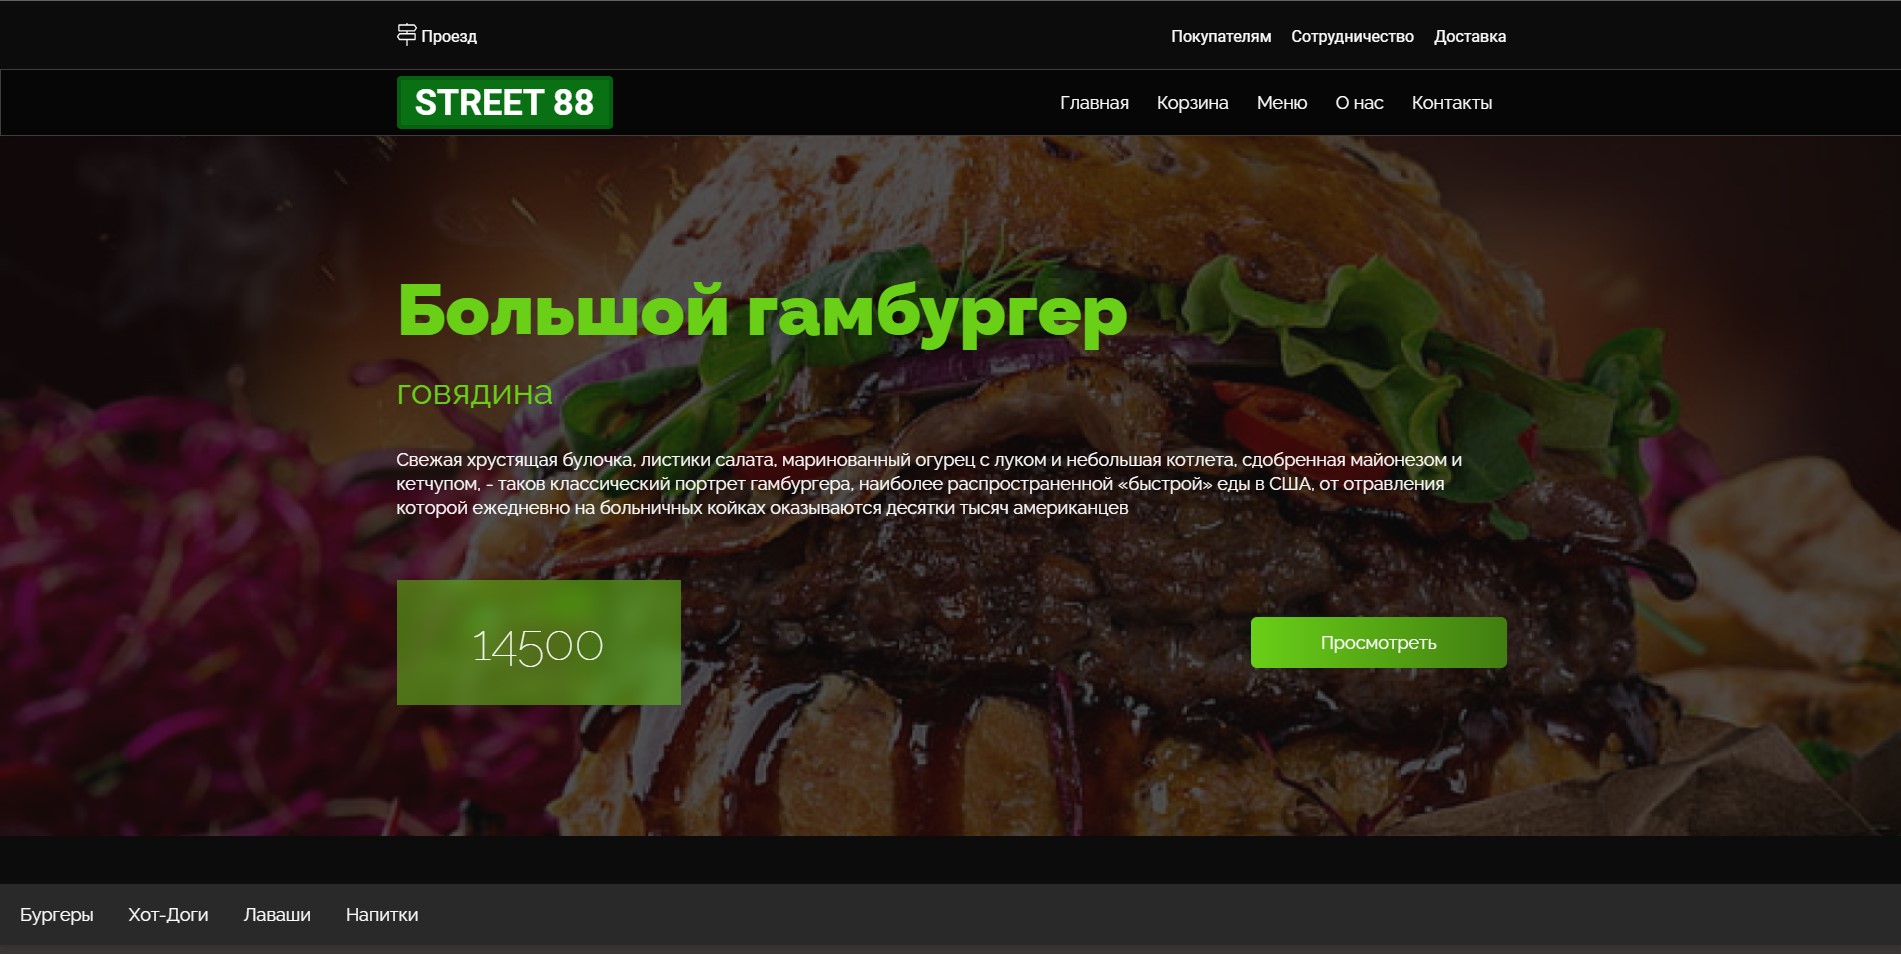 Проезд
Покупателям Сотрудничество Доставка
STREET 88
Главная Корзина Меню О нас Контакты
Большой гамбургер
говядина
Свежая хрустящая булочка, листики салата, маринованный огурец с луком и небольшая котлета, сдобренная майонезом и
кетчупом, - таков классический портрет гамбургера, наиболее распространенной «быстрой» еды в США, от отравления
которой ежедневно на больничных койках оказываются десятки тысяч американцев
14500
Просмотреть
Бургеры Хот-Доги Лаваши Напитки